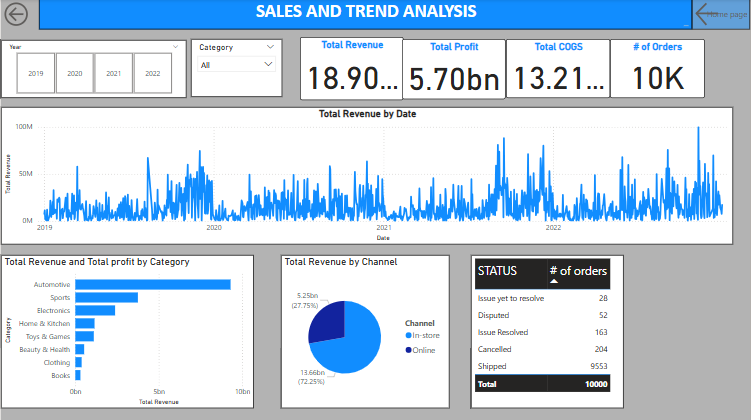 SALES AND TREND ANALYSIS
Home page
Year
2019
2020
2021
2022
Category
All
Total Revenue
18.90...
Total Profit
5.70bn
Total COGS
13.21...
# of Orders
10K
Total Revenue by Date
Total Revenue
100M
50M
0M
2019
2020
2021
2022
Date
Total Revenue and Total profit by Category
Category
Automotive
Sports
Electronics
Home & Kitchen
Toys & Games
Beauty & Health
Clothing
Books
0bn
5bn
10bn
Total Revenue
Total Revenue by Channel
5.25bn
(27.75%)
13.66bn
(72.25%)
Channel
In-store
Online
STATUS # of orders
Issue yet to resolve 28
Disputed 52
Issue Resolved 163
Cancelled 204
Shipped 9553
Total 10000